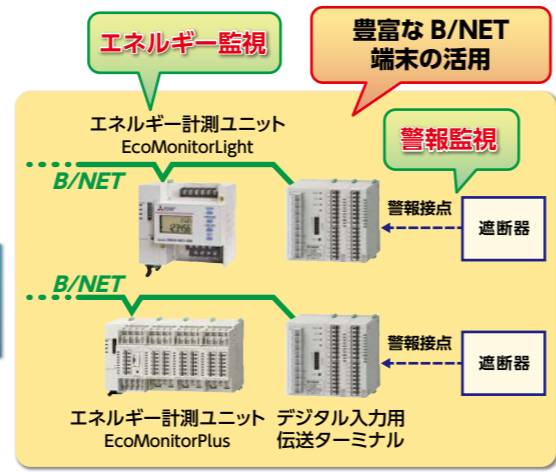 エネルギー監視
豊富な B/NET
端末の活用
エネルギー計測ユニット
EcoMonitorLight
警報監視
B/NET
警報接点
遮断器
B/NET
警報接点
遮断器
エネルギー計測ユニット
EcoMonitorPlus
デジタル入力用
伝送ターミナル